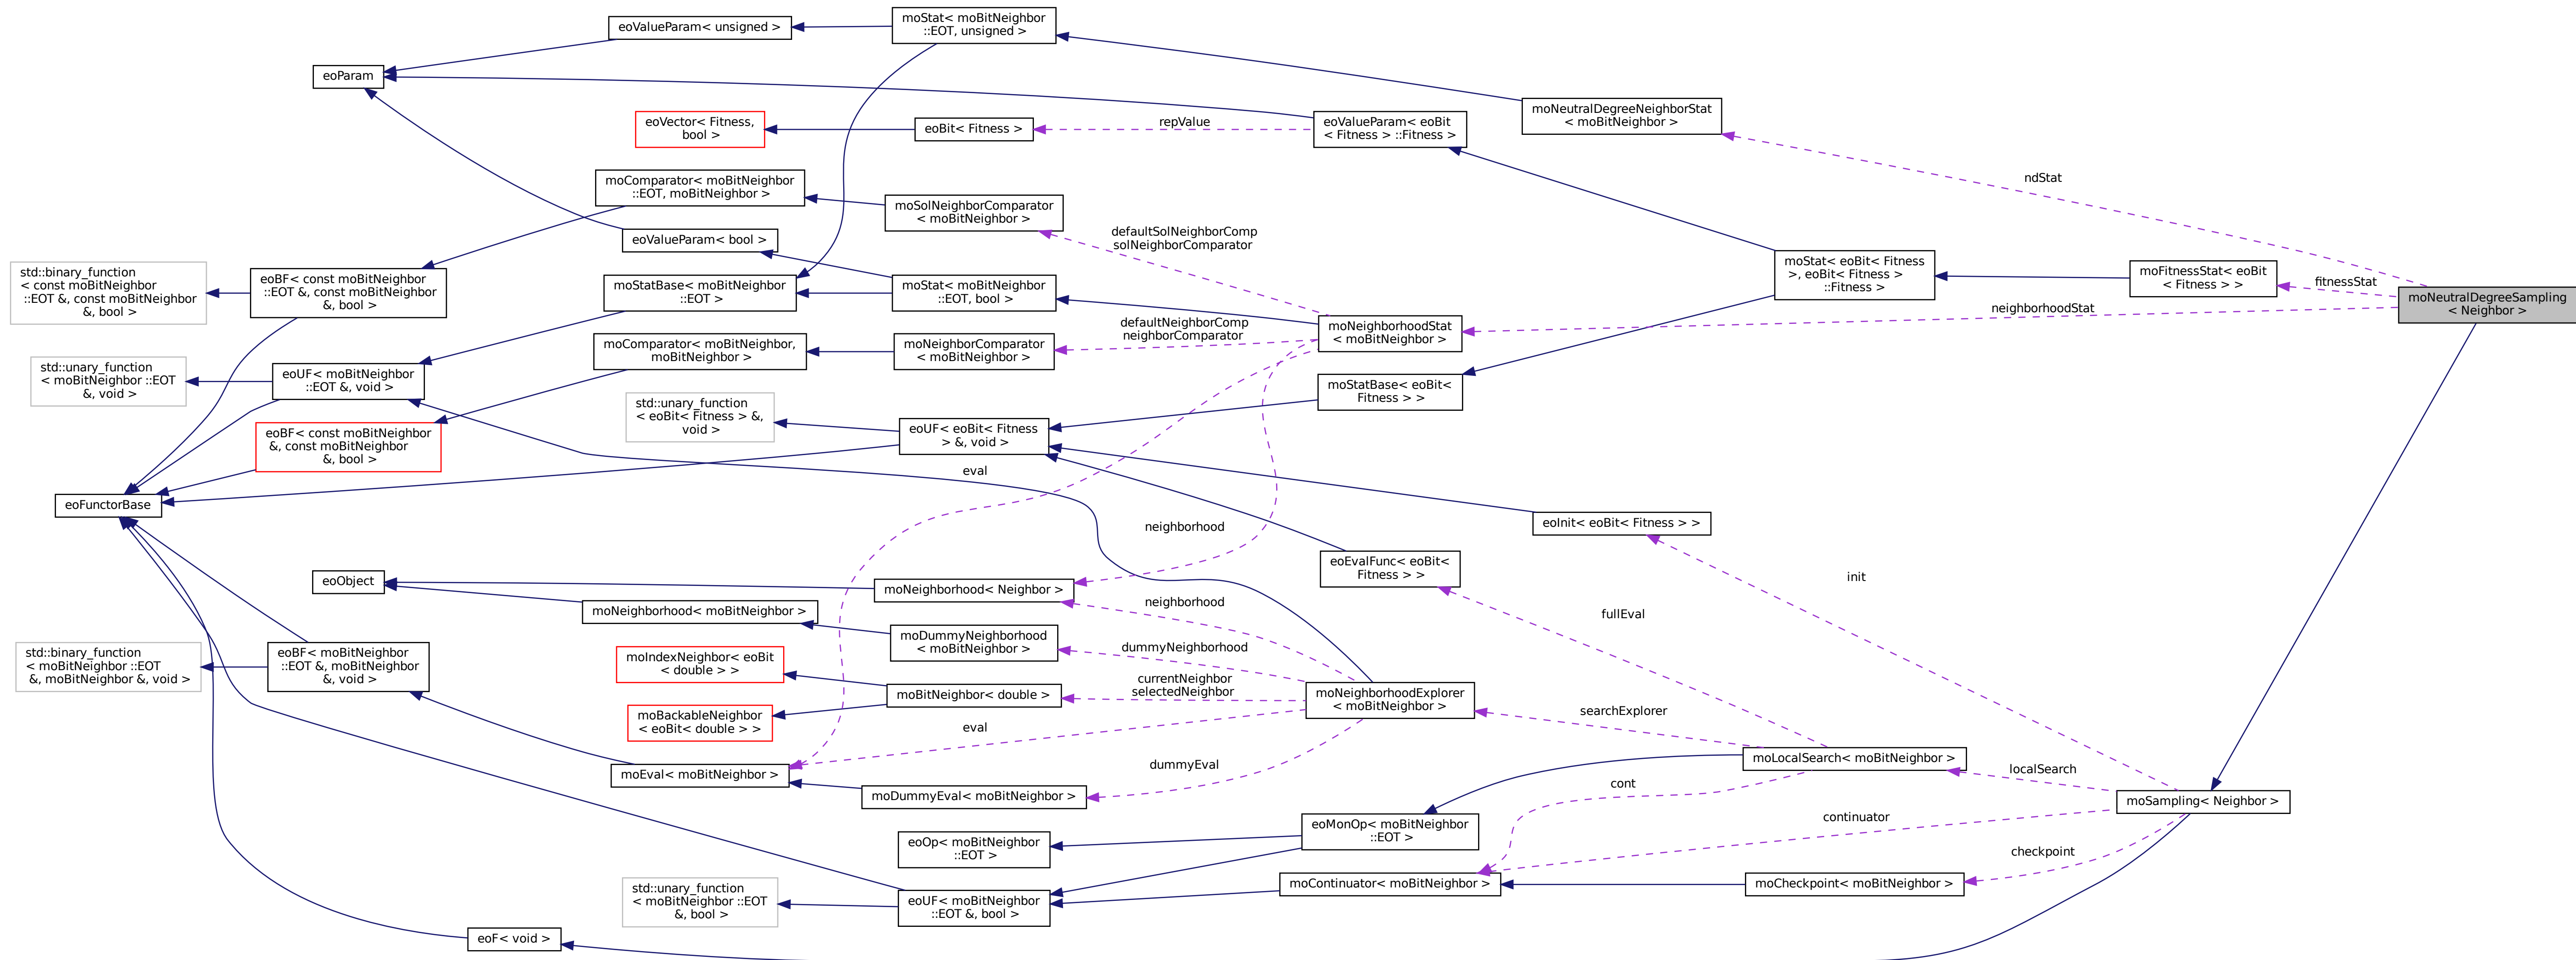 eoValueParam< unsigned >
moStat< moBitNeighbor
::EOT, unsigned >
eoParam
eoVector< Fitness,
bool >
eoBit< Fitness >
repValue
eoValueParam< eoBit
< Fitness > ::Fitness >
moNeutralDegreeNeighborStat
< moBitNeighbor >
ndStat
moComparator< moBitNeighbor
::EOT, moBitNeighbor >
moSolNeighborComparator
< moBitNeighbor >
defaultSolNeighborComp
solNeighborComparator
eoValueParam< bool >
std::binary_function
< const moBitNeighbor
::EOT &, const moBitNeighbor
&, bool >
eoBF< const moBitNeighbor
::EOT &, const moBitNeighbor
&, bool >
moStatBase< moBitNeighbor
::EOT >
moStat< moBitNeighbor
::EOT, bool >
moStat< eoBit< Fitness
>, eoBit< Fitness >
::Fitness >
moFitnessStat< eoBit
< Fitness > >
fitnessStat
moNeutralDegreeSampling
< Neighbor >
neighborhoodStat
moNeighborhoodStat
< moBitNeighbor >
defaultNeighborComp
neighborComparator
moComparator< moBitNeighbor,
moBitNeighbor >
moNeighborComparator
< moBitNeighbor >
std::unary_function
< moBitNeighbor ::EOT
&, void >
eoUF< moBitNeighbor
::EOT &, void >
moStatBase< eoBit<
Fitness > >
std::unary_function
< eoBit< Fitness > &,
void >
eoUF< eoBit< Fitness
> &, void >
eoBF< const moBitNeighbor
&, const moBitNeighbor
&, bool >
eval
eoFunctorBase
neighborhood
eoInit< eoBit< Fitness > >
eoEvalFunc< eoBit<
Fitness > >
init
eoObject
moNeighborhood< Neighbor >
neighborhood
moNeighborhood< moBitNeighbor >
fullEval
moDummyNeighborhood
< moBitNeighbor >
dummyNeighborhood
std::binary_function
< moBitNeighbor ::EOT
&, moBitNeighbor &, void >
eoBF< moBitNeighbor
::EOT &, moBitNeighbor
&, void >
moIndexNeighbor< eoBit
< double > >
currentNeighbor
selectedNeighbor
moBitNeighbor< double >
moNeighborhoodExplorer
< moBitNeighbor >
searchExplorer
moBackableNeighbor
< eoBit< double > >
eval
moLocalSearch< moBitNeighbor >
localSearch
moEval< moBitNeighbor >
dummyEval
cont
moDummyEval< moBitNeighbor >
moSampling< Neighbor >
continuator
eoMonOp< moBitNeighbor
::EOT >
eoOp< moBitNeighbor
::EOT >
checkpoint
std::unary_function
< moBitNeighbor ::EOT
&, bool >
eoUF< moBitNeighbor
::EOT &, bool >
moContinuator< moBitNeighbor >
moCheckpoint< moBitNeighbor >
eoF< void >